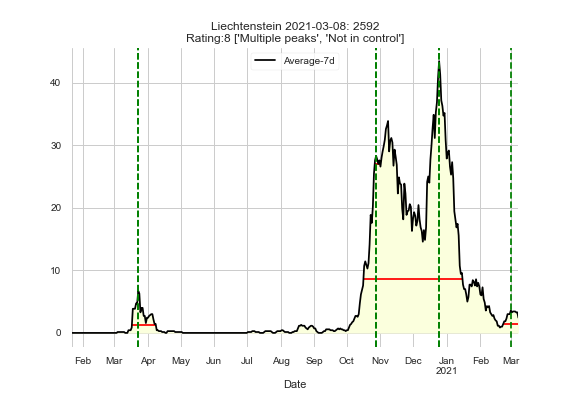 Liechtenstein 2021-03-08: 2592
Rating:8 ['Multiple peaks', 'Not in control']
Average-7d
40
30
20
10
0
Feb Mar Apr May Jun Jul Aug Sep Oct Nov Dec Jan Feb Mar
2021
Date